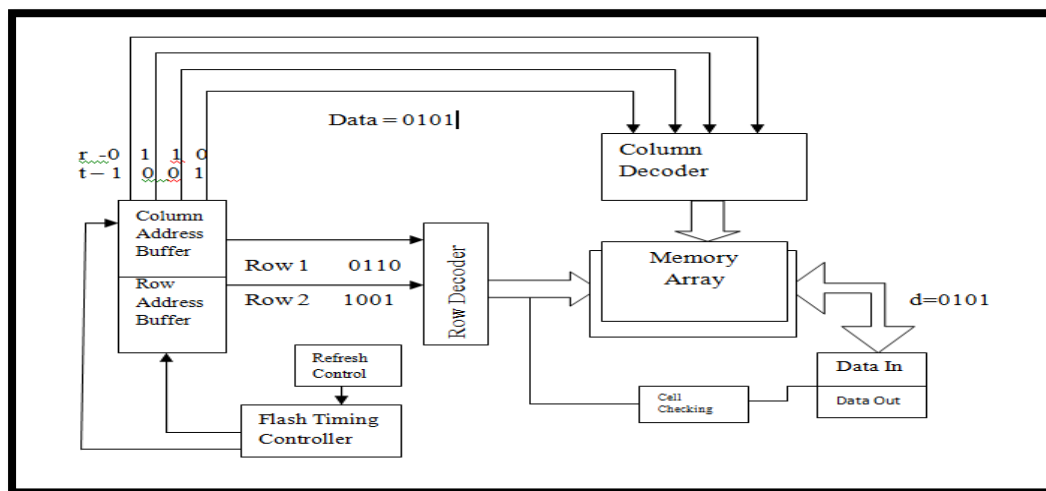 Data = 0101
r -0 1 1 0
t – 1 0 0 1
Column
Decoder
Column
Address
Buffer
Row 1 0110
Row
Address
Buffer
Row 2 1001
Row Decoder
Memory
Array
d=0101
Refresh
Control
Flash Timing
Controller
Cell
Checking
Data In
Data Out